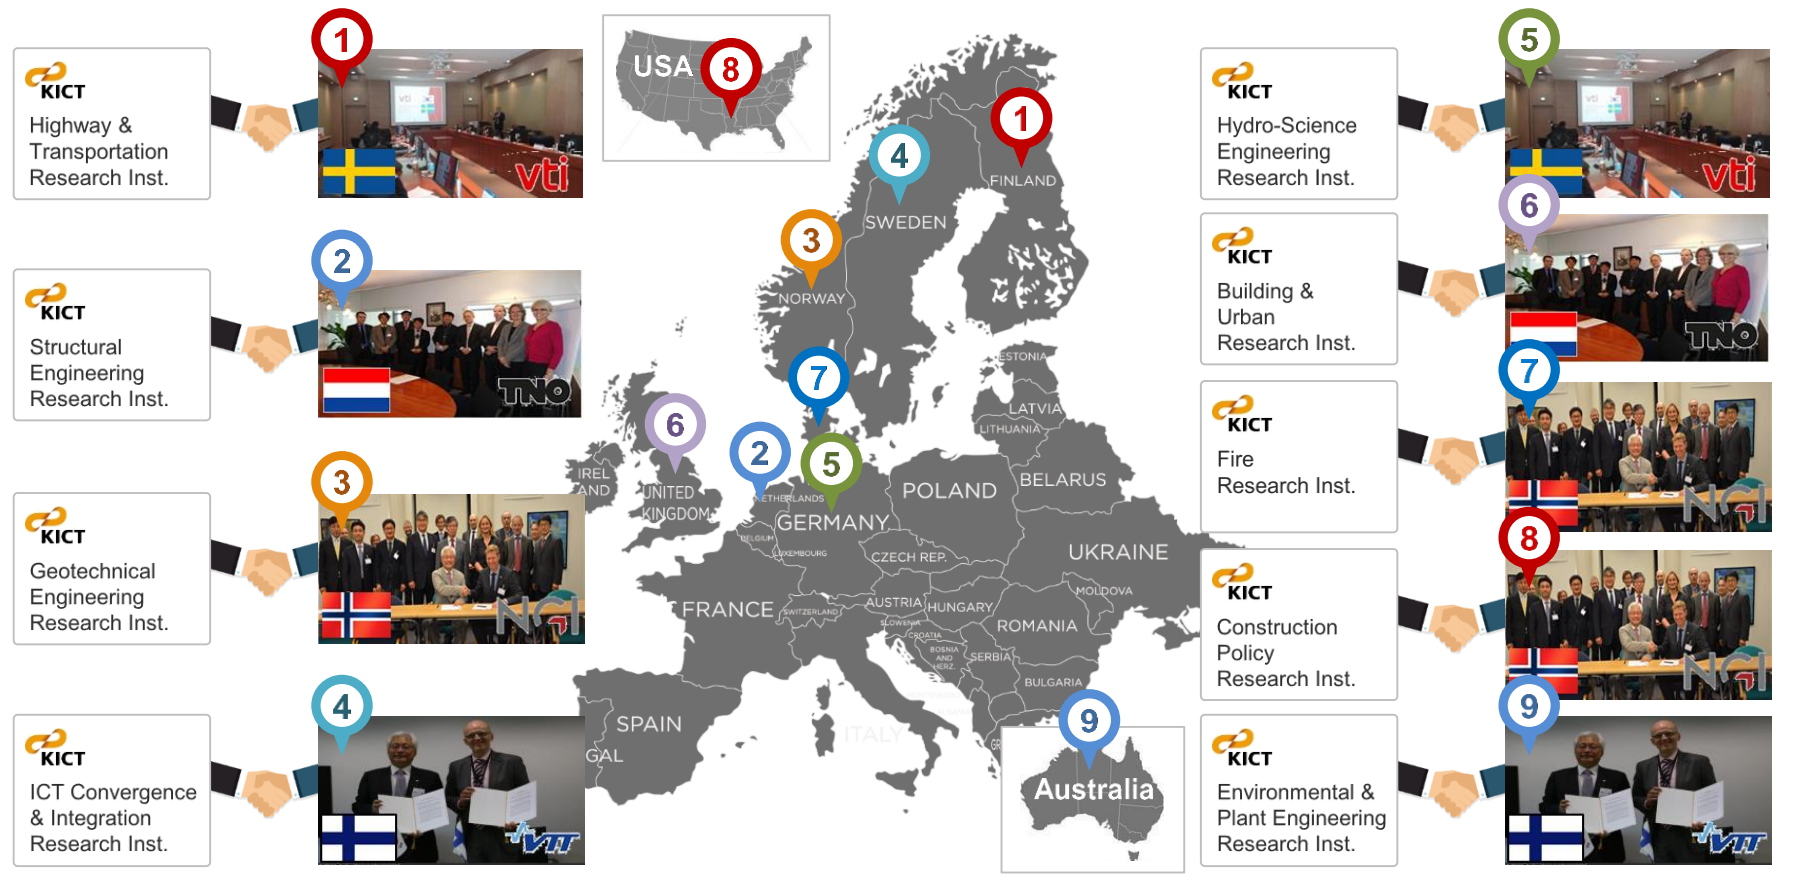 1
KICT
Highway &
Transportation
Research Inst.
vti
vti
2
KICT
Structural
Engineering
Research Inst.
TNO
3
KICT
Geotechnical
Engineering
Research Inst.
NGI
4
KICT
ICT Convergence
& Integration
Research Inst.
VTT
USA
8
1
4
FINLAND
SWEDEN
3
NORWAY
ESTONIA
7
LATVIA
LITHUANIA
6
2
5
IREL
AND
UNITED
KINGDOM
ETHERLANDS
POLAND
BELARUS
GERMANY
BELGIUM
LUXEMBOURG
CZECH REP.
UKRAINE
MOLDOVA
FRANCE
SWITZERLAND
AUSTRIA
HUNGARY
SLOVENIA
CROATIA
ROMANIA
BOSNIA
AND
HERZ.
SERBIA
BULGARIA
SPAIN
GAL
ITALY
GR
9
Australia
5
KICT
Hydro-Science
Engineering
Research Inst.
vti
vti
6
KICT
Building &
Urban
Research Inst.
TNO
7
KICT
Fire
Research Inst.
NGI
8
KICT
Construction
Policy
Research Inst.
NGI
9
KICT
Environmental &
Plant Engineering
Research Inst.
VTT